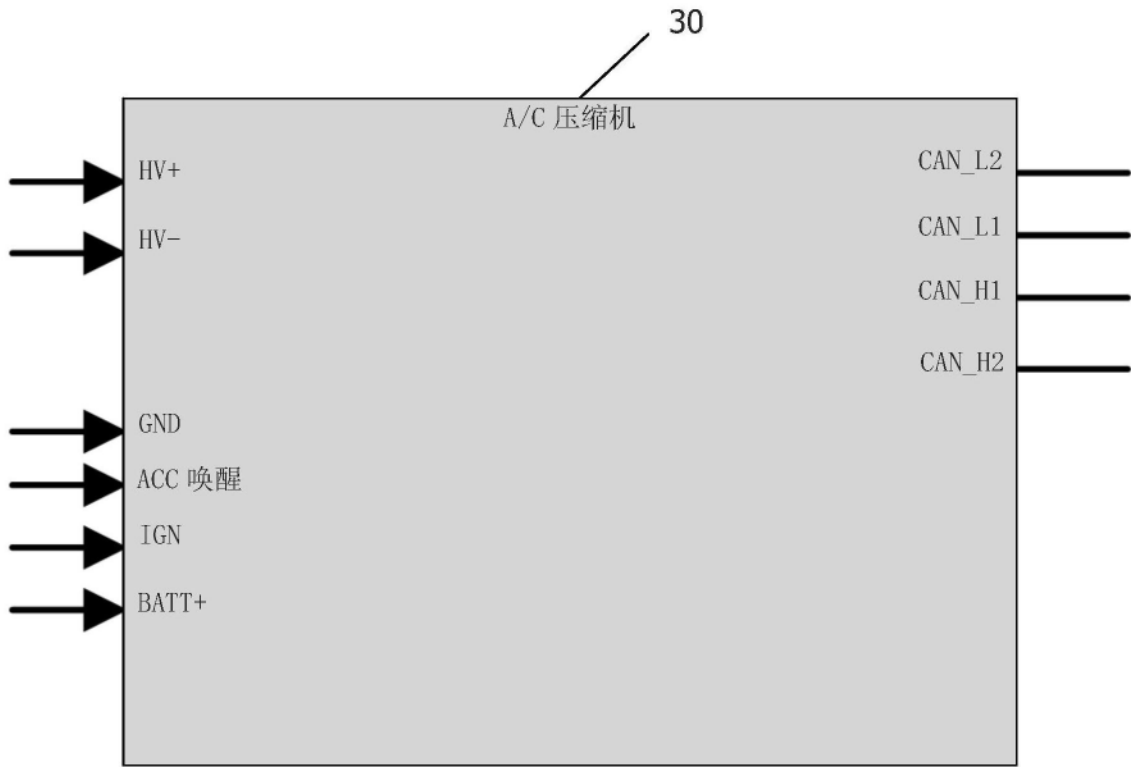 30
A/C 压缩机
HV+
HV-
GND
ACC 唤醒
IGN
BATT+
CAN_L2
CAN_L1
CAN_H1
CAN_H2